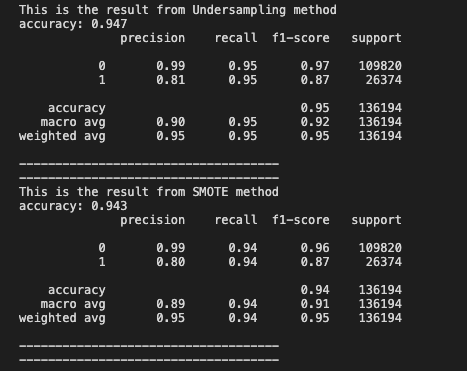 This is the result from Undersampling method
accuracy: 0.947
precision recall f1-score support
0 0.99 0.95 0.97 109820
1 0.81 0.95 0.87 26374
accuracy 0.95 136194
macro avg 0.90 0.95 0.92 136194
weighted avg 0.95 0.95 0.95 136194
------------------------------------
------------------------------------
This is the result from SMOTE method
accuracy: 0.943
precision recall f1-score support
0 0.99 0.94 0.96 109820
1 0.80 0.94 0.87 26374
accuracy 0.94 136194
macro avg 0.89 0.94 0.91 136194
weighted avg 0.95 0.94 0.95 136194
------------------------------------
------------------------------------